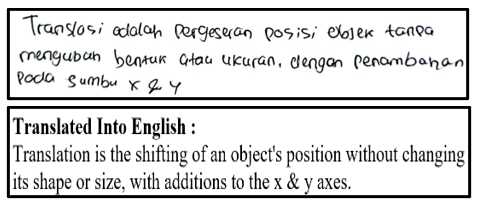 Translasi adalah pergeseran posisi objek tanpa
mengubah bentuk atau ukuran, dengan penambahan
pada sumbu x & y
Translated Into English :
Translation is the shifting of an object's position without changing
its shape or size, with additions to the x & y axes.